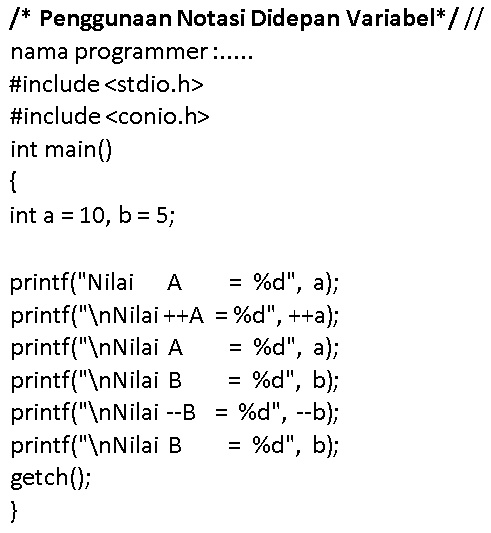 /* Penggunaan Notasi Didepan Variabel*/ //
nama programmer :.....
#include <stdio.h>
#include <conio.h>
int main()
{
int a = 10, b = 5;
printf("Nilai A = %d", a);
printf("\nNilai ++A = %d", ++a);
printf("\nNilai A = %d", a);
printf("\nNilai B = %d", b);
printf("\nNilai --B = %d", --b);
printf("\nNilai B = %d", b);
getch();
}